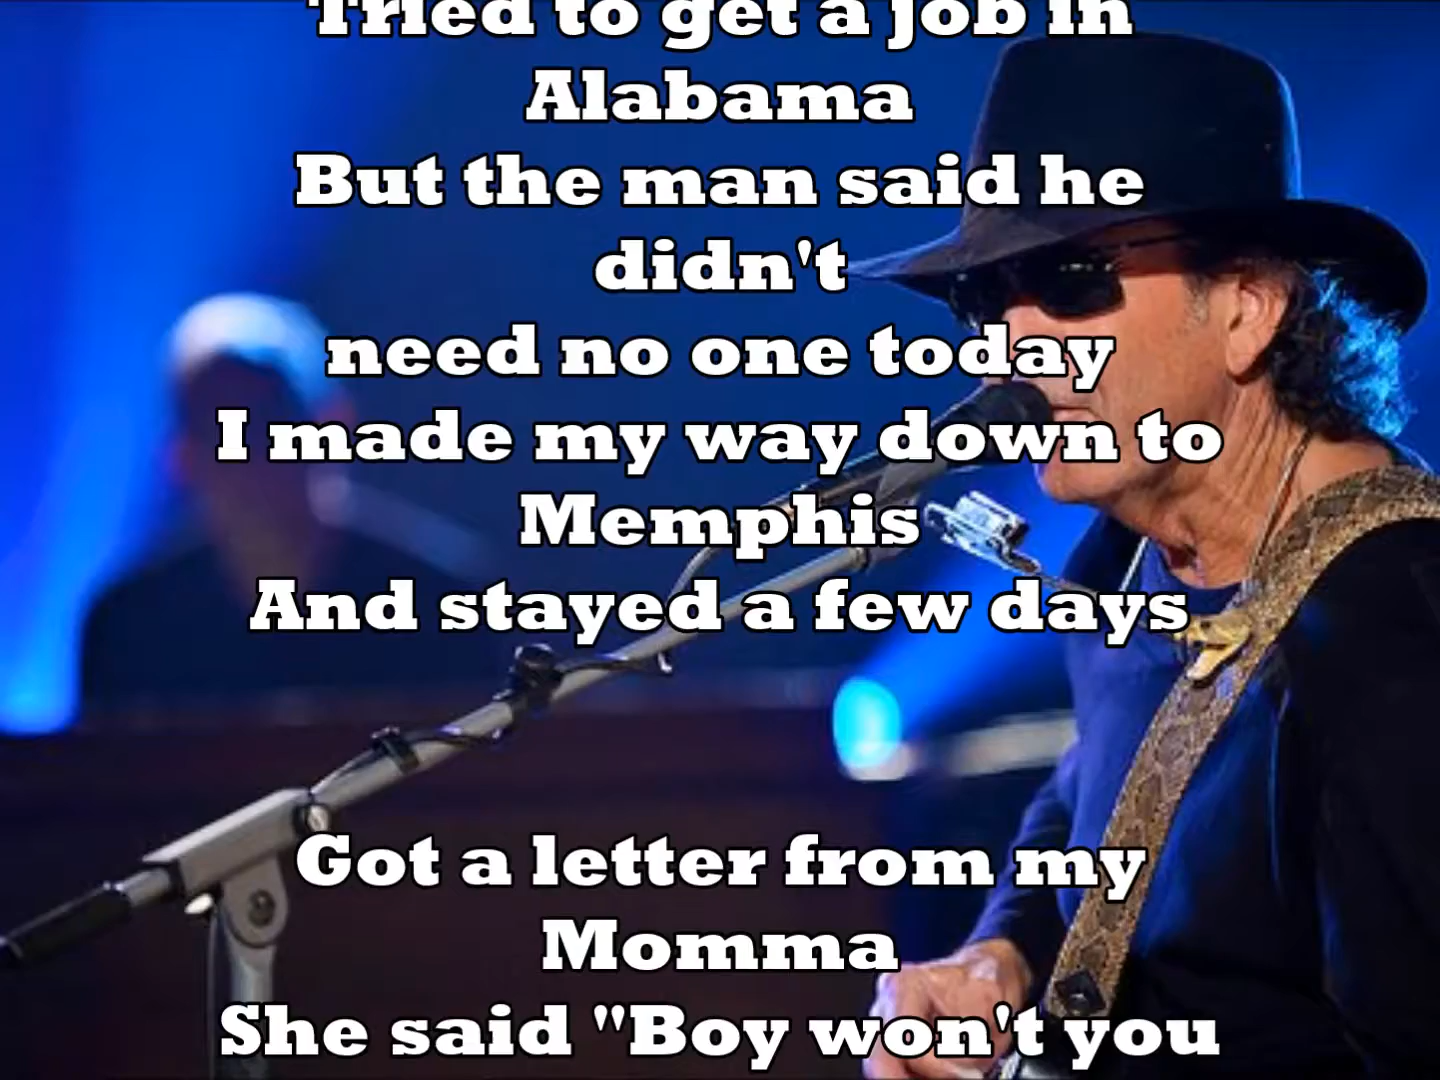 Tried to get a job in
Alabama
But the man said he
didn't
need no one today
I made my way down to
Memphis
And stayed a few days
Got a letter from my
Momma
She said "Boy won't you